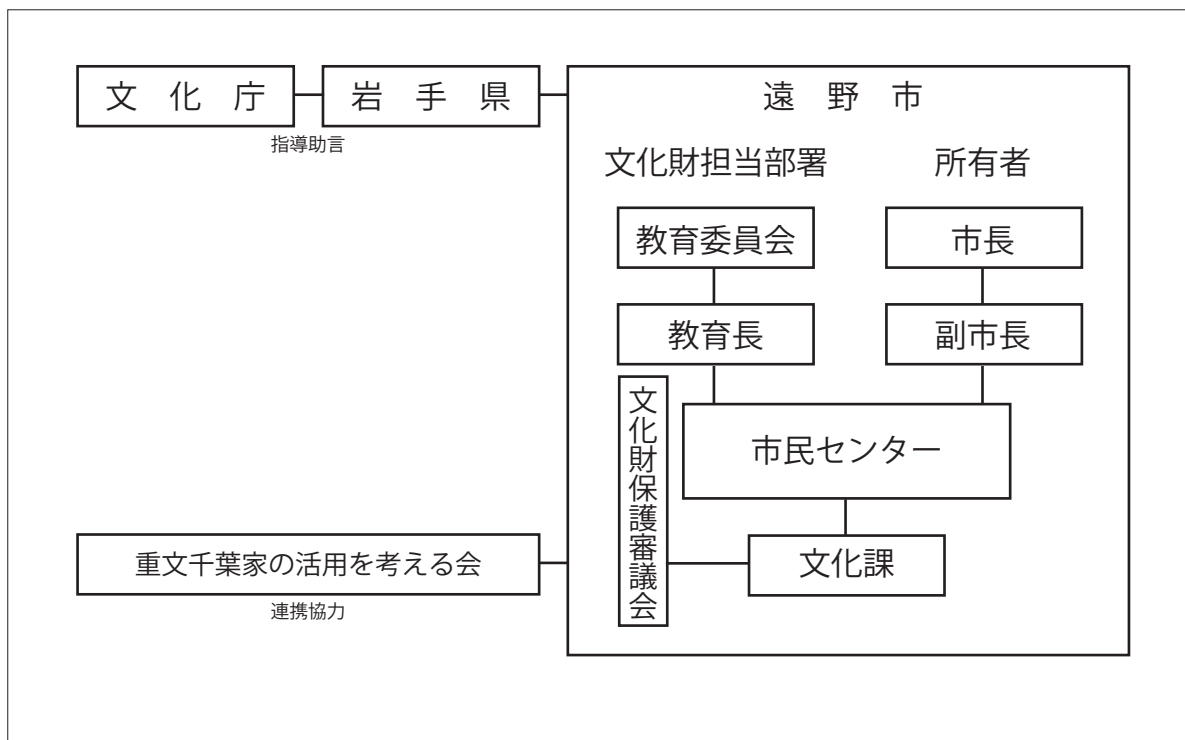 文化庁
岩手県
指導助言
遠野市
文化財担当部署
所有者
教育委員会
市長
教育長
副市長
文化財保護審議会
市民センター
文化課
重文千葉家の活用を考える会
連携協力